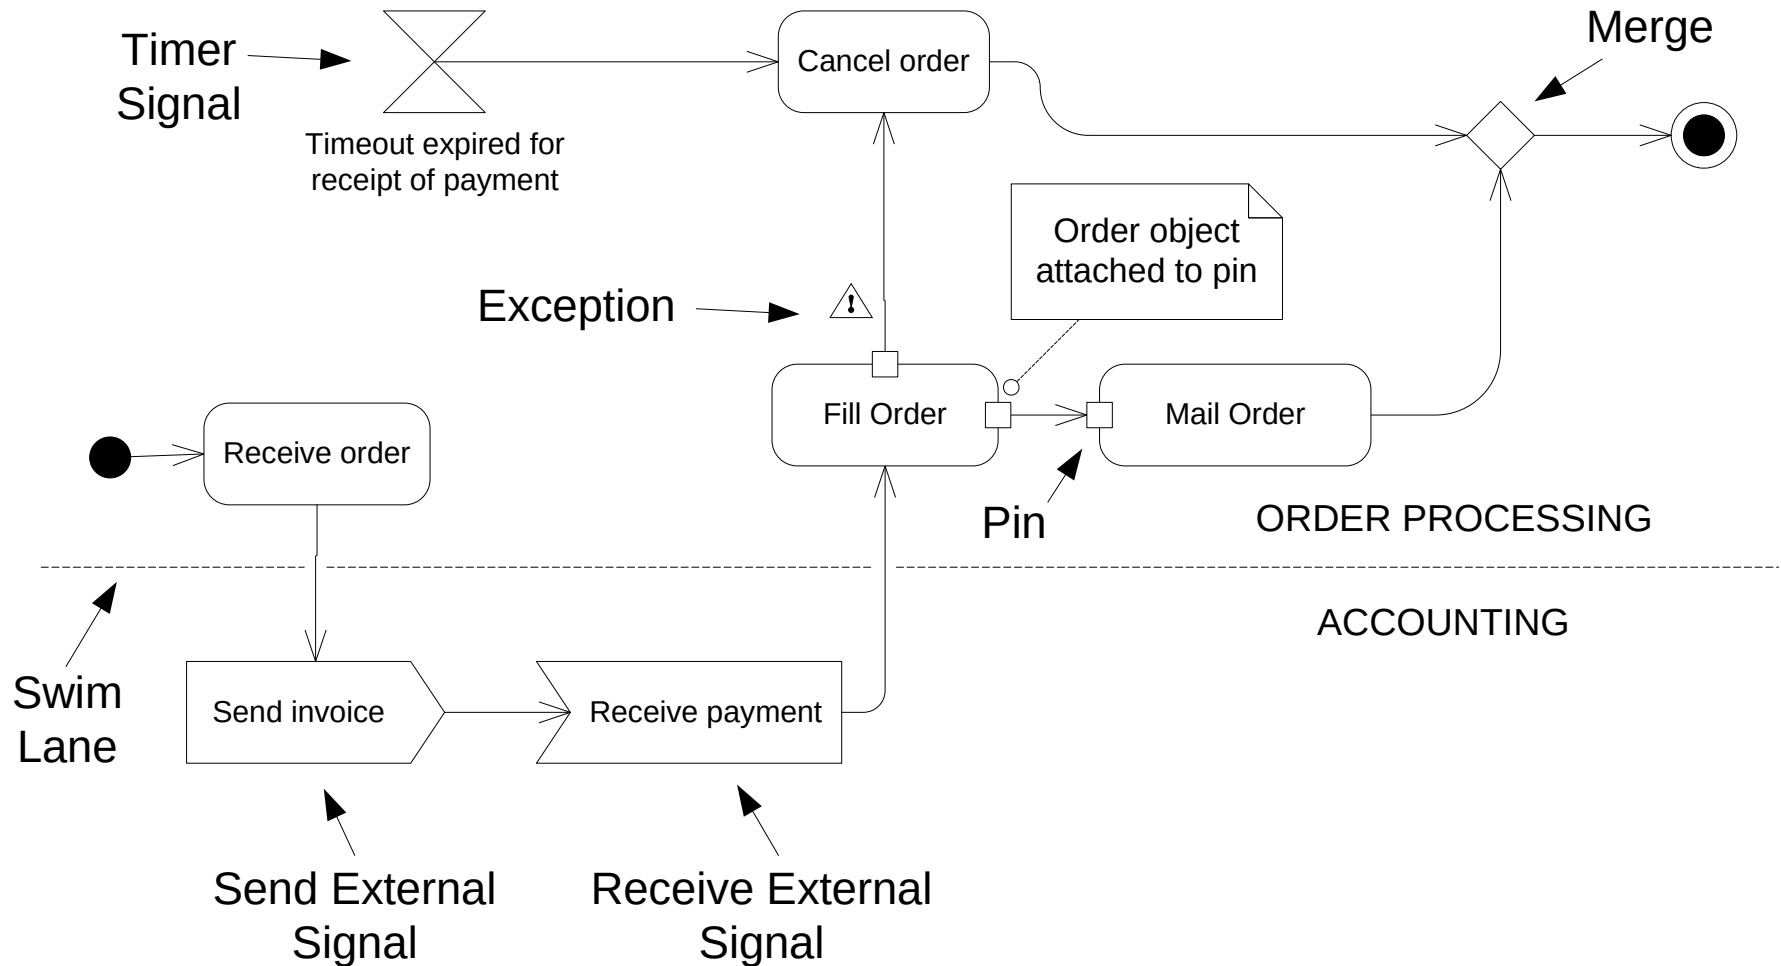 Timer
Signal
Timeout expired for
receipt of payment
Cancel order
Merge
Order object
attached to pin
Exception
!
Fill Order
Mail Order
Receive order
Pin
ORDER PROCESSING
ACCOUNTING
Swim
Lane
Send invoice
Receive payment
Send External
Signal
Receive External
Signal